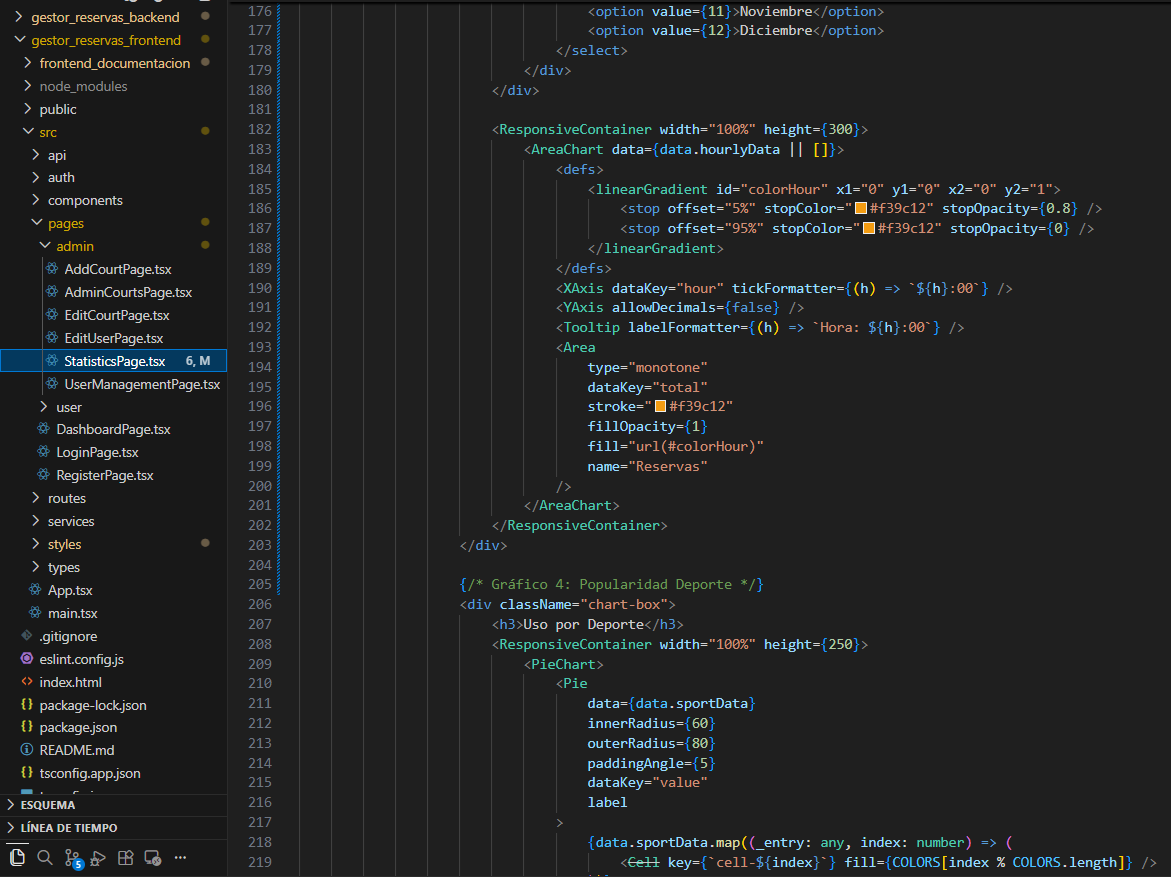 gestor_reservas_backend
gestor_reservas_frontend
frontend_documentacion
node_modules
public
src
api
auth
components
pages
admin
AddCourtPage.tsx
AdminCourtsPage.tsx
EditCourtPage.tsx
EditUserPage.tsx
StatisticsPage.tsx 6, M
UserManagementPage.tsx
user
DashboardPage.tsx
LoginPage.tsx
RegisterPage.tsx
routes
services
styles
types
App.tsx
main.tsx
.gitignore
eslint.config.js
index.html
package-lock.json
package.json
README.md
tsconfig.app.json
ESQUEMA
LÍNEA DE TIEMPO
5
176 <option value={11}>Noviembre</option>
177 <option value={12}>Diciembre</option>
178 </select>
179 </div>
180 </div>
181
182 <ResponsiveContainer width="100%" height={300}>
183 <AreaChart data={data.hourlyData || []}>
184 <defs>
185 <linearGradient id="colorHour" x1="0" y1="0" x2="0" y2="1">
186 <stop offset="5%" stopColor="#f39c12" stopOpacity={0.8} />
187 <stop offset="95%" stopColor="#f39c12" stopOpacity={0} />
188 </linearGradient>
189 </defs>
190 <XAxis dataKey="hour" tickFormatter={(h) => `${h}:00`} />
191 <YAxis allowDecimals={false} />
192 <Tooltip labelFormatter={(h) => `Hora: ${h}:00`} />
193 <Area
194 type="monotone"
195 dataKey="total"
196 stroke="#f39c12"
197 fillOpacity={1}
198 fill="url(#colorHour)"
199 name="Reservas"
200 />
201 </AreaChart>
202 </ResponsiveContainer>
203 </div>
204
205 {/* Gráfico 4: Popularidad Deporte */}
206 <div className="chart-box">
207 <h3>Uso por Deporte</h3>
208 <ResponsiveContainer width="100%" height={250}>
209 <PieChart>
210 <Pie
211 data={data.sportData}
212 innerRadius={60}
213 outerRadius={80}
214 paddingAngle={5}
215 dataKey="value"
216 label
217 >
218 {data.sportData.map((_entry: any, index: number) => (
219 <Cell key={`cell-${index}`} fill={COLORS[index % COLORS.length]} />